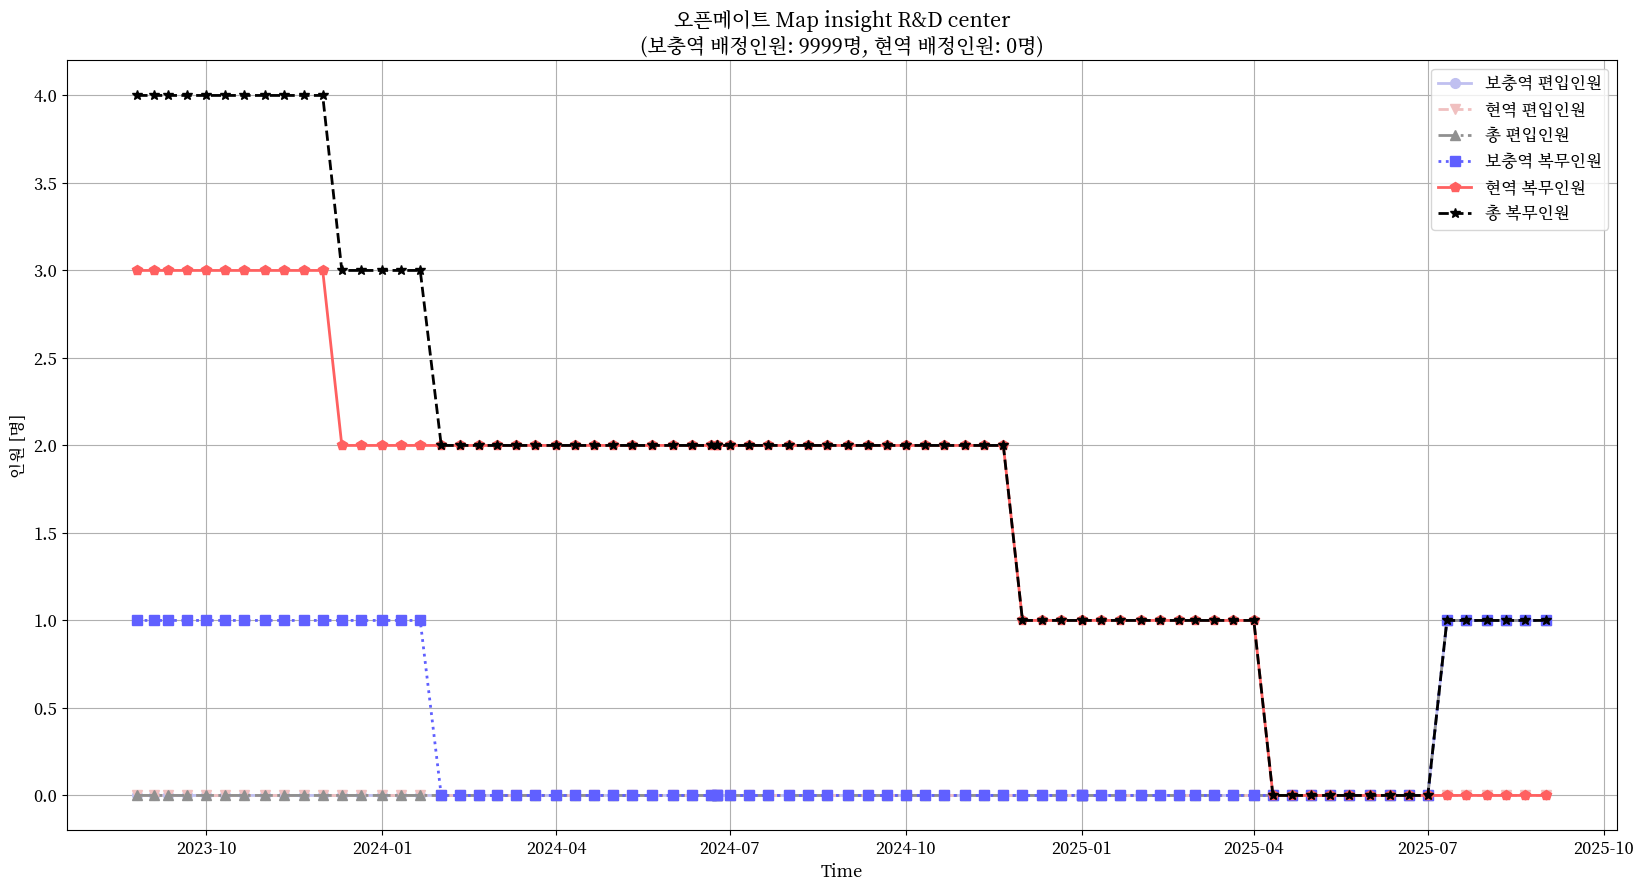 오픈메이트 Map insight R&D center
(보충역 배정인원: 9999명, 현역 배정인원: 0명)
보충역 편입인원
현역 편입인원
총 편입인원
보충역 복무인원
현역 복무인원
총 복무인원
인원 [명]
4.0
3.5
3.0
2.5
2.0
1.5
1.0
0.5
0.0
2023-10
2024-01
2024-04
2024-07
2024-10
2025-01
2025-04
2025-07
2025-10
Time